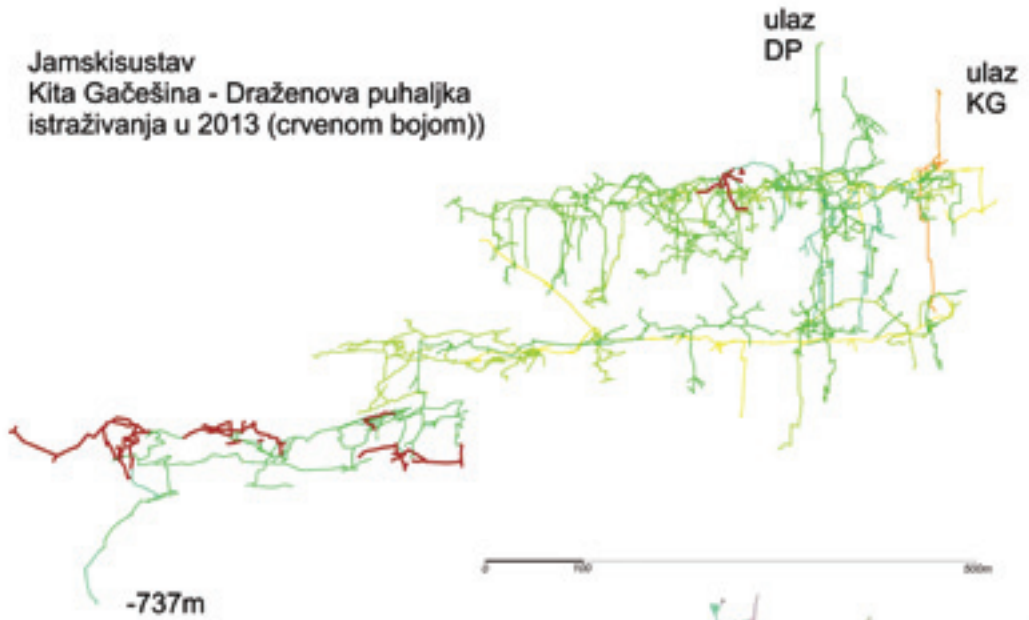 Jamskisustav
Kita Gačešina - Draženova puhaljka
istraživanja u 2013 (crvenom bojom))
ulaz
DP
ulaz
KG
0 100 500m
-737m